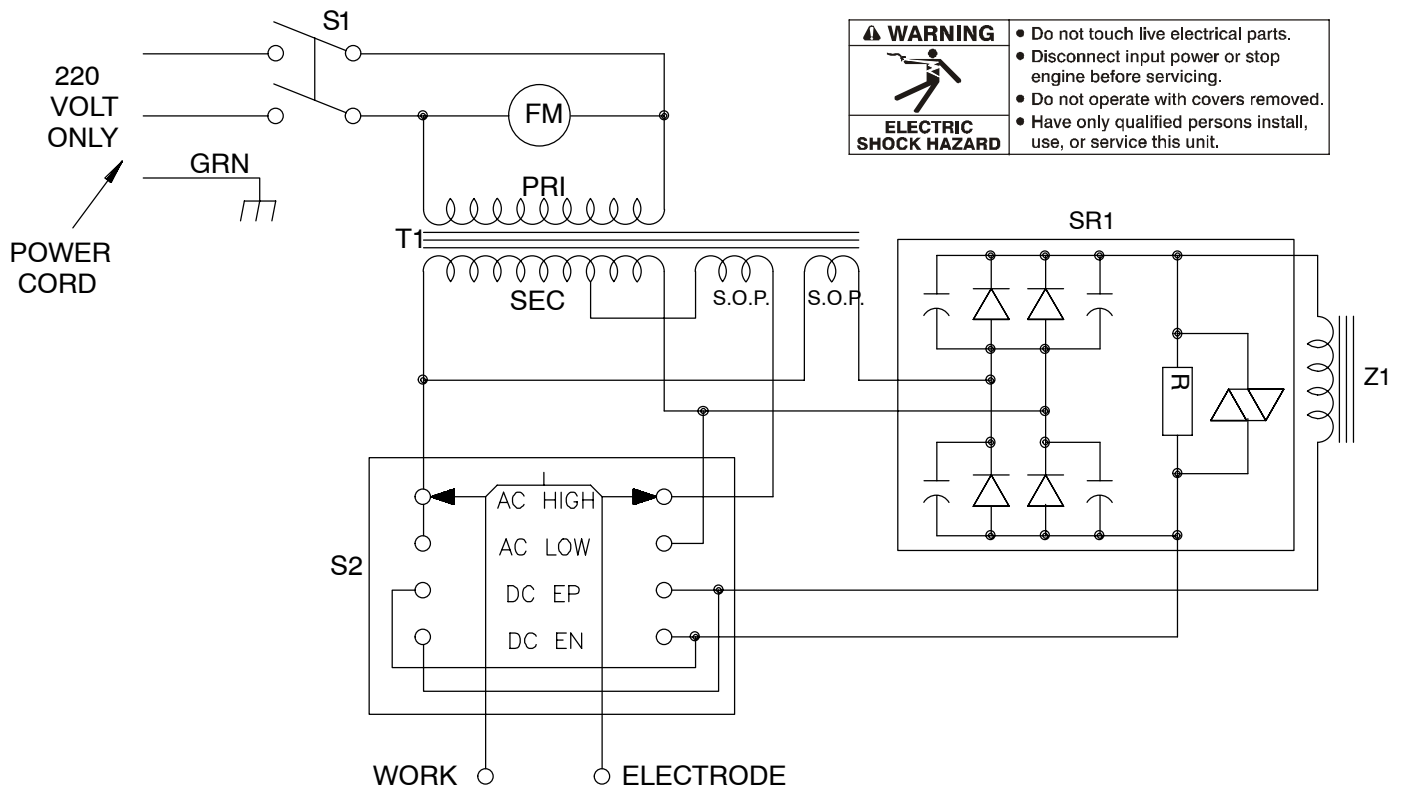 S1
220
VOLT
ONLY
FM
GRN
POWER
CORD
PRI
T1
SEC
S.O.P.
S.O.P.
WARNING
ELECTRIC
SHOCK HAZARD
• Do not touch live electrical parts.
• Disconnect input power or stop
engine before servicing.
• Do not operate with covers removed.
• Have only qualified persons install,
use, or service this unit.
SR1
R
Z1
S2
AC HIGH
AC LOW
DC EP
DC EN
WORK
ELECTRODE